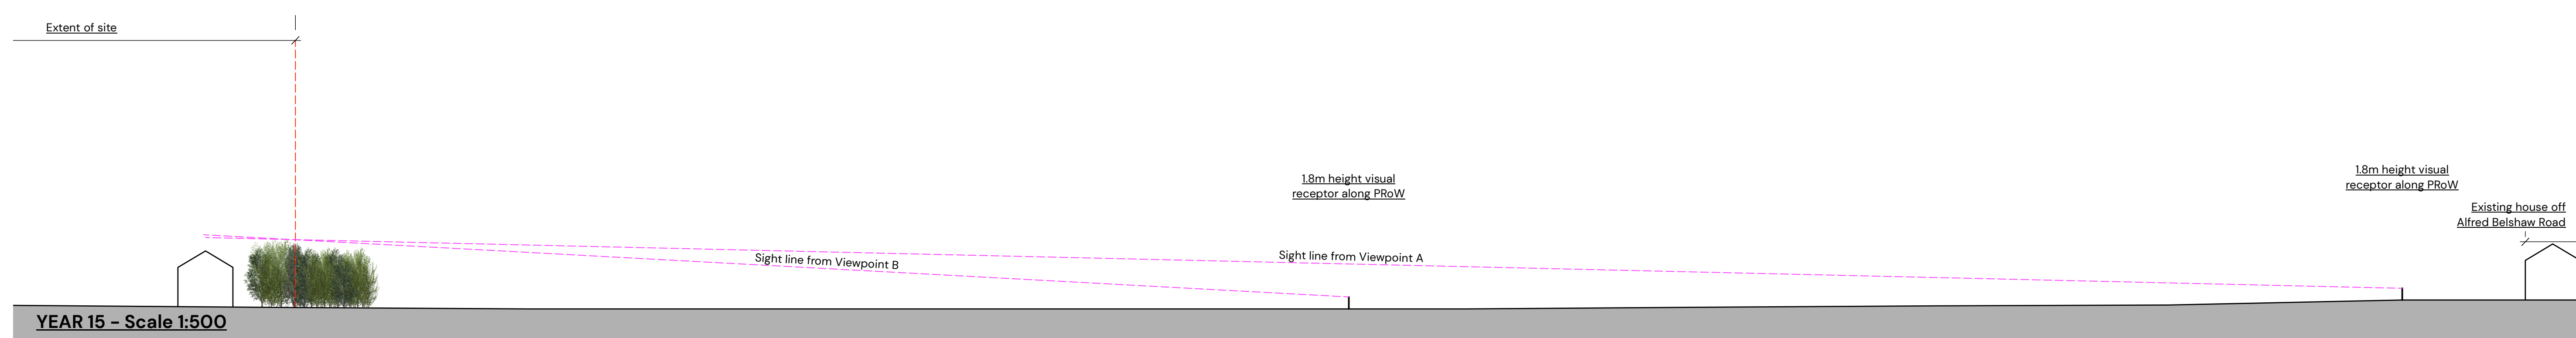 Extent of site
1.8m height visual
receptor along PRoW
1.8m height visual
receptor along PRoW
Existing house off
Alfred Belshaw Road
Sight line from Viewpoint B
Sight line from Viewpoint A
YEAR 15 - Scale 1:500